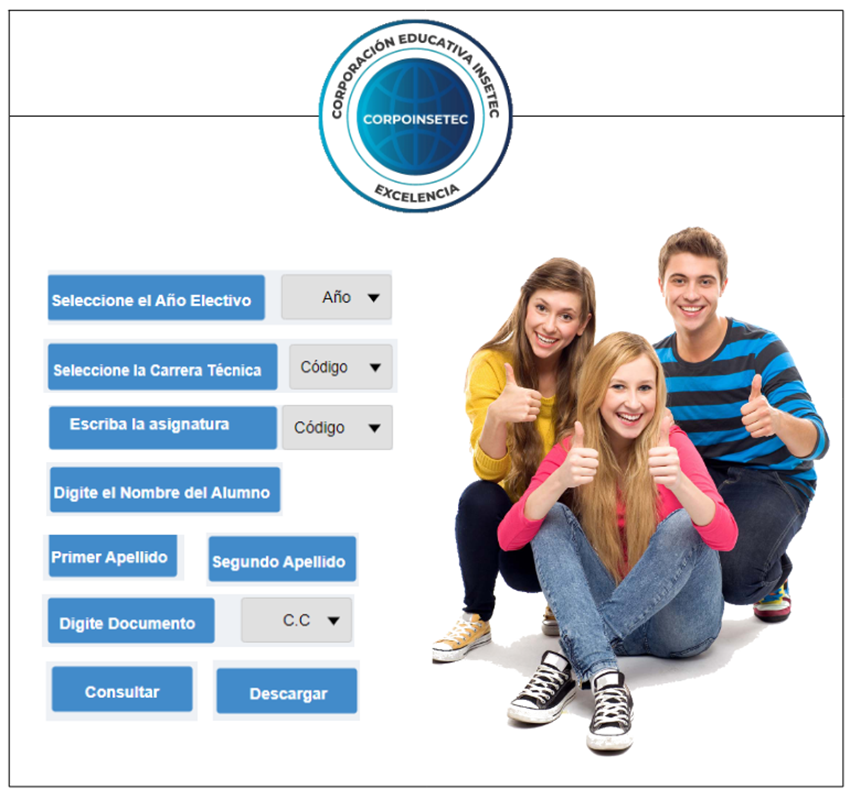 CORPORACIÓN EDUCATIVA INSETEC
CORPOINSETEC
EXCELENCIA
Seleccione el Año Electivo
Año
Seleccione la Carrera Técnica
Código
Escriba la asignatura
Código
Digite el Nombre del Alumno
Primer Apellido
Segundo Apellido
Digite Documento
C.C
Consultar
Descargar